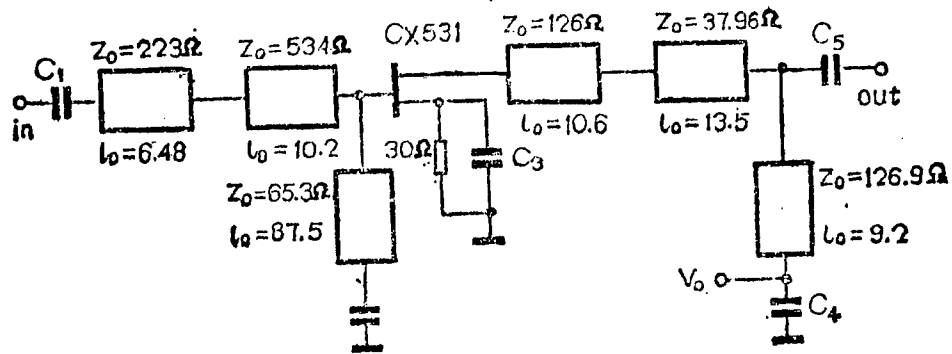 Z₀=223Ω
Z₀=534Ω
CX531
Z₀=126Ω
Z₀=37.96Ω
C₁
C₅
in
out
l₀=6.48
l₀=10.2
30Ω
C₃
l₀=10.6
l₀=13.5
Z₀=65.3Ω
l₀=87.5
Z₀=126.9Ω
l₀=9.2
V₀
C₄